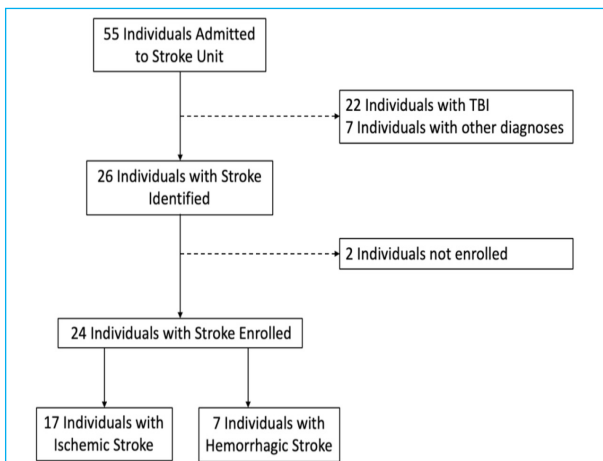 55 Individuals Admitted
to Stroke Unit
22 Individuals with TBI
7 Individuals with other diagnoses
26 Individuals with Stroke
Identified
2 Individuals not enrolled
24 Individuals with Stroke Enrolled
17 Individuals with
Ischemic Stroke
7 Individuals with
Hemorrhagic Stroke